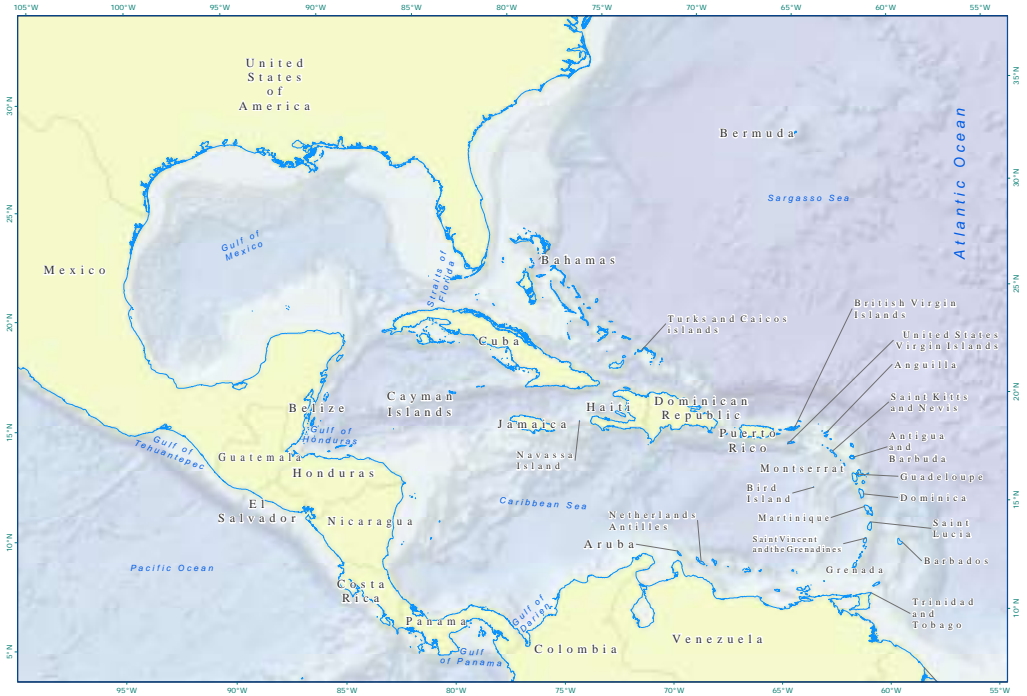 105°W 100°W 95°W 90°W 85°W 80°W 75°W 70°W 65°W 60°W 55°W
United
States
of
America
35°N
30°N
Bermuda
Atlantic Ocean
Sargasso Sea
30°N
25°N
Gulf of
Mexico
Mexico
Straits of
Florida
Bahamas
25°N
20°N
Turks and Caicos
islands
British Virgin
Islands
United States
Virgin Islands
Cuba
Anguilla
Cayman
Islands
Belize
Haiti
Dominican
Republic
Saint Kitts
and Nevis
20°N
15°N
Jamaica
Puerto
Rico
Gulf of
Honduras
Gulf of
Tehuantepec
Antigua
and
Barbuda
Guatemala
Honduras
Navassa
Island
Montserrat
Guadeloupe
Bird
Island
Dominica
15°N
El
Salvador
Nicaragua
Caribbean Sea
Netherlands
Antilles
Martinique
Saint
Lucia
Aruba
Saint Vincent
and the Grenadines
Barbados
10°N
Pacific Ocean
Grenada
Costa
Rica
Panama
Gulf of
Darien
Trinidad
and
Tobago
10°N
Venezuela
Colombia
Gulf
of Panama
5°N
95°W 90°W 85°W 80°W 75°W 70°W 65°W 60°W 55°W